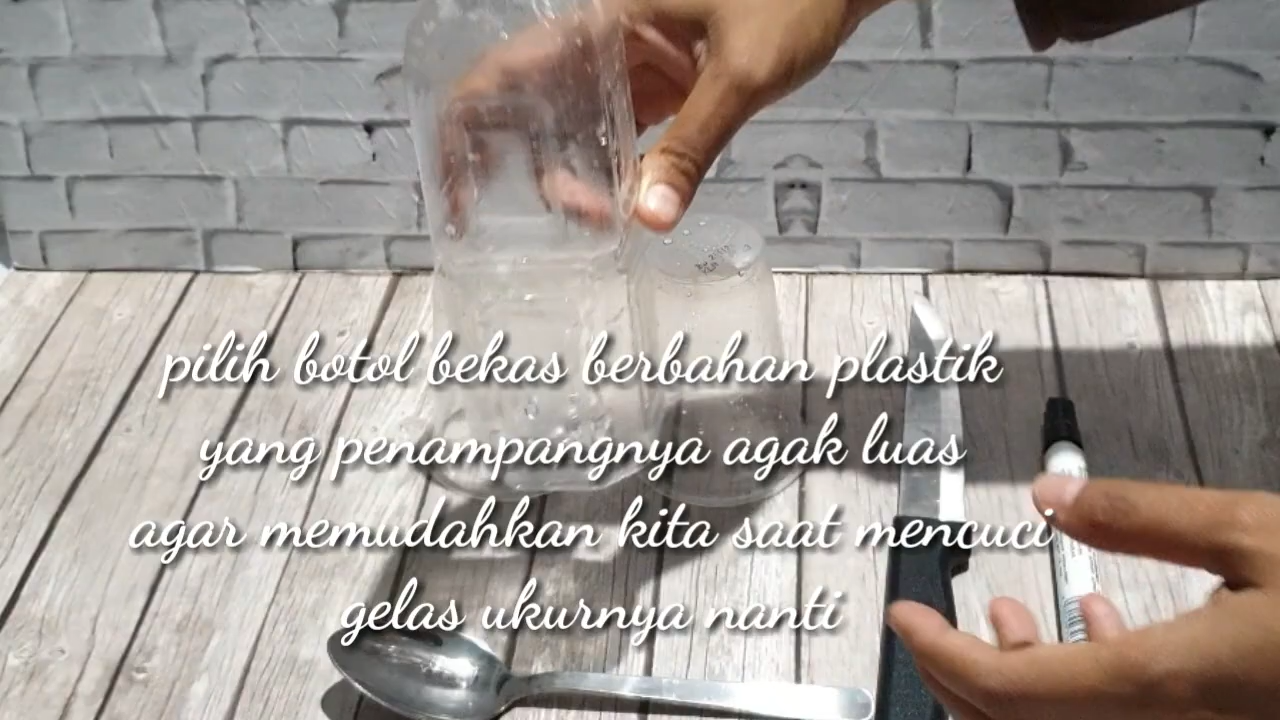 pilih botol bekas berbahan plastik
yang penampangnya agak luas
agar memudahkan kita saat mencuci
gelas ukurnya nanti